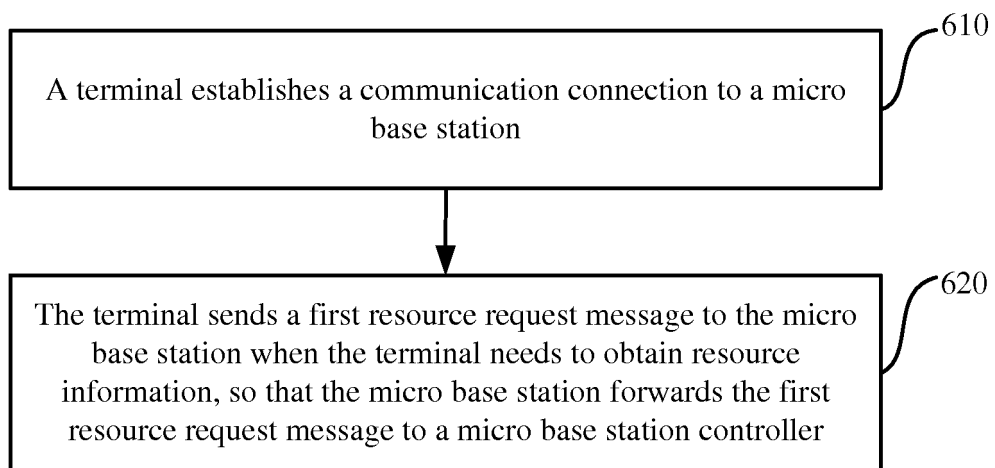 610
A terminal establishes a communication connection to a micro
base station
620
The terminal sends a first resource request message to the micro
base station when the terminal needs to obtain resource
information, so that the micro base station forwards the first
resource request message to a micro base station controller